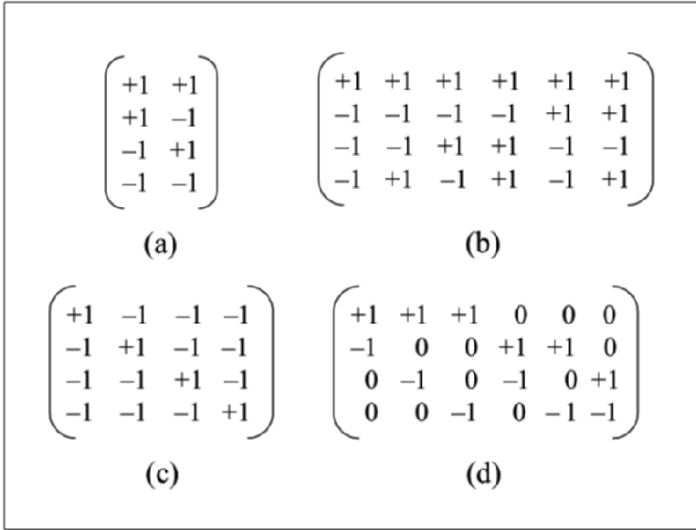 +1 +1
+1 –1
–1 +1
–1 –1
(a)
+1 +1 +1 +1 +1 +1
–1 –1 –1 –1 +1 +1
–1 –1 +1 +1 –1 –1
–1 +1 –1 +1 –1 +1
(b)
+1 –1 –1 –1
–1 +1 –1 –1
–1 –1 +1 –1
–1 –1 –1 +1
(c)
+1 +1 +1 0 0 0
–1 0 0 +1 +1 0
0 –1 0 –1 0 +1
0 0 –1 0 –1 –1
(d)